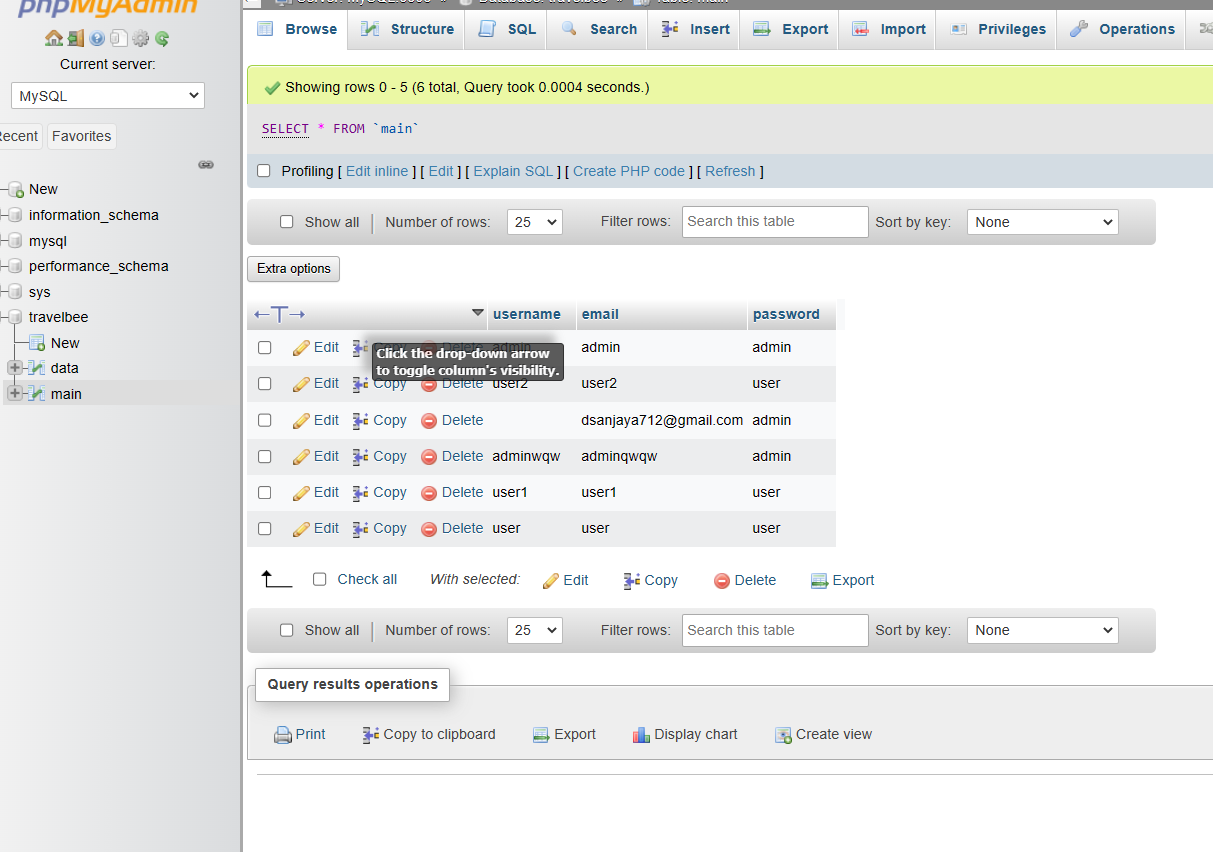 phpMyAdmin
Current server:
MySQL
Recent Favorites
New
information_schema
mysql
performance_schema
sys
travelbee
New
data
main
Browse Structure SQL Search Insert Export Import Privileges Operations
Showing rows 0 - 5 (6 total, Query took 0.0004 seconds.)
SELECT * FROM `main`
Profiling [ Edit inline ] [ Edit ] [ Explain SQL ] [ Create PHP code ] [ Refresh ]
Show all Number of rows: 25 Filter rows: Search this table Sort by key: None
Extra options
←T→ username email password
Edit Copy Delete admin admin admin
Click the drop-down arrow
to toggle column's visibility.
Edit Copy Delete user2 user2 user
Edit Copy Delete dsanjaya712@gmail.com admin
Edit Copy Delete adminwqw adminqwqw admin
Edit Copy Delete user1 user1 user
Edit Copy Delete user user user
Check all With selected: Edit Copy Delete Export
Show all Number of rows: 25 Filter rows: Search this table Sort by key: None
Query results operations
Print Copy to clipboard Export Display chart Create view